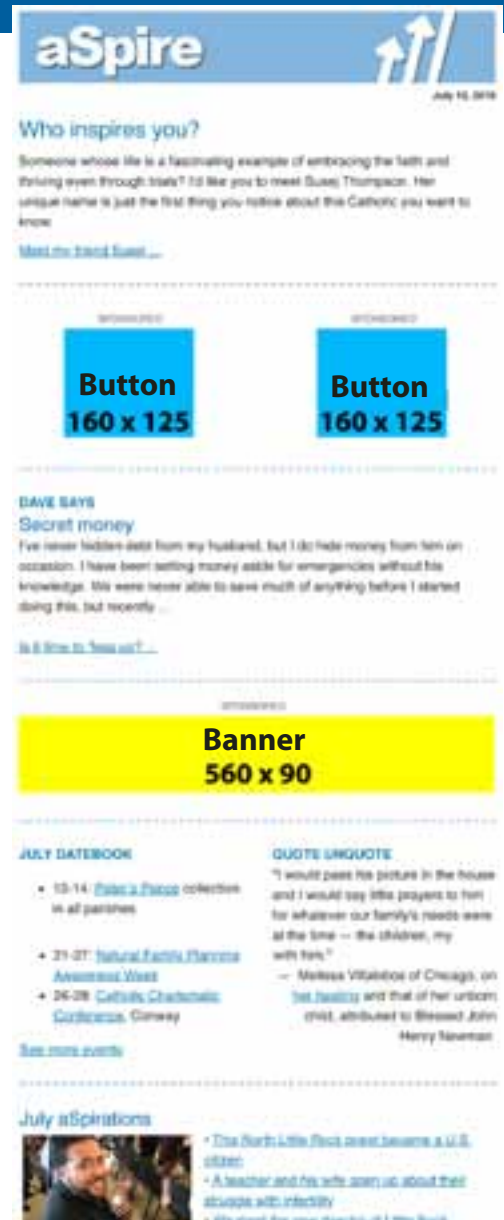 aSpire
July 10, 2019
Who inspires you?
Someone whose life is a fascinating example of embracing the faith and
thriving even through trials? I'd like you to meet Susej Thompson. Her
unique name is just the first thing you notice about this Catholic you want to
know.
Meet my friend Susej ...
SPONSORED
SPONSORED
Button
160 x 125
Button
160 x 125
DAVE SAYS
Secret money
I've never hidden debt from my husband, but I do hide money from him on
occasion. I have been setting money aside for emergencies without his
knowledge. We were never able to save much of anything before I started
doing this, but recently ...
Is it time to 'fess up? ...
SPONSORED
Banner
560 x 90
JULY DATEBOOK
• 13-14: Peter's Pence collection
in all parishes
• 21-27: Natural Family Planning
Awareness Week
• 26-28: Catholic Charismatic
Conference, Conway
See more events
QUOTE UNQUOTE
"I would pass his picture in the house
and I would say little prayers to him
for whatever our family's needs were
at the time — the children, my
with him."
— Melissa Villalobos of Chicago, on
her healing and that of her unborn
child, attributed to Blessed John
Henry Newman
July aSpirations
• This North Little Rock priest became a U.S.
citizen
• A teacher and his wife open up about their
struggle with infertility